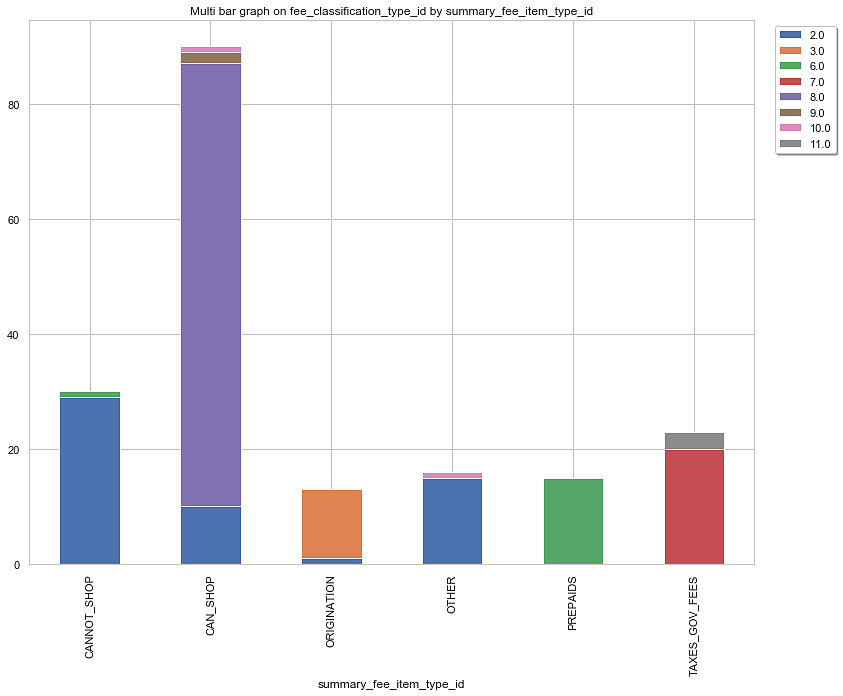 Multi bar graph on fee_classification_type_id by summary_fee_item_type_id
2.0
3.0
6.0
7.0
8.0
9.0
10.0
11.0
80
60
40
20
0
CANNOT_SHOP
CAN_SHOP
ORIGINATION
OTHER
PREPAIDS
TAXES_GOV_FEES
summary_fee_item_type_id